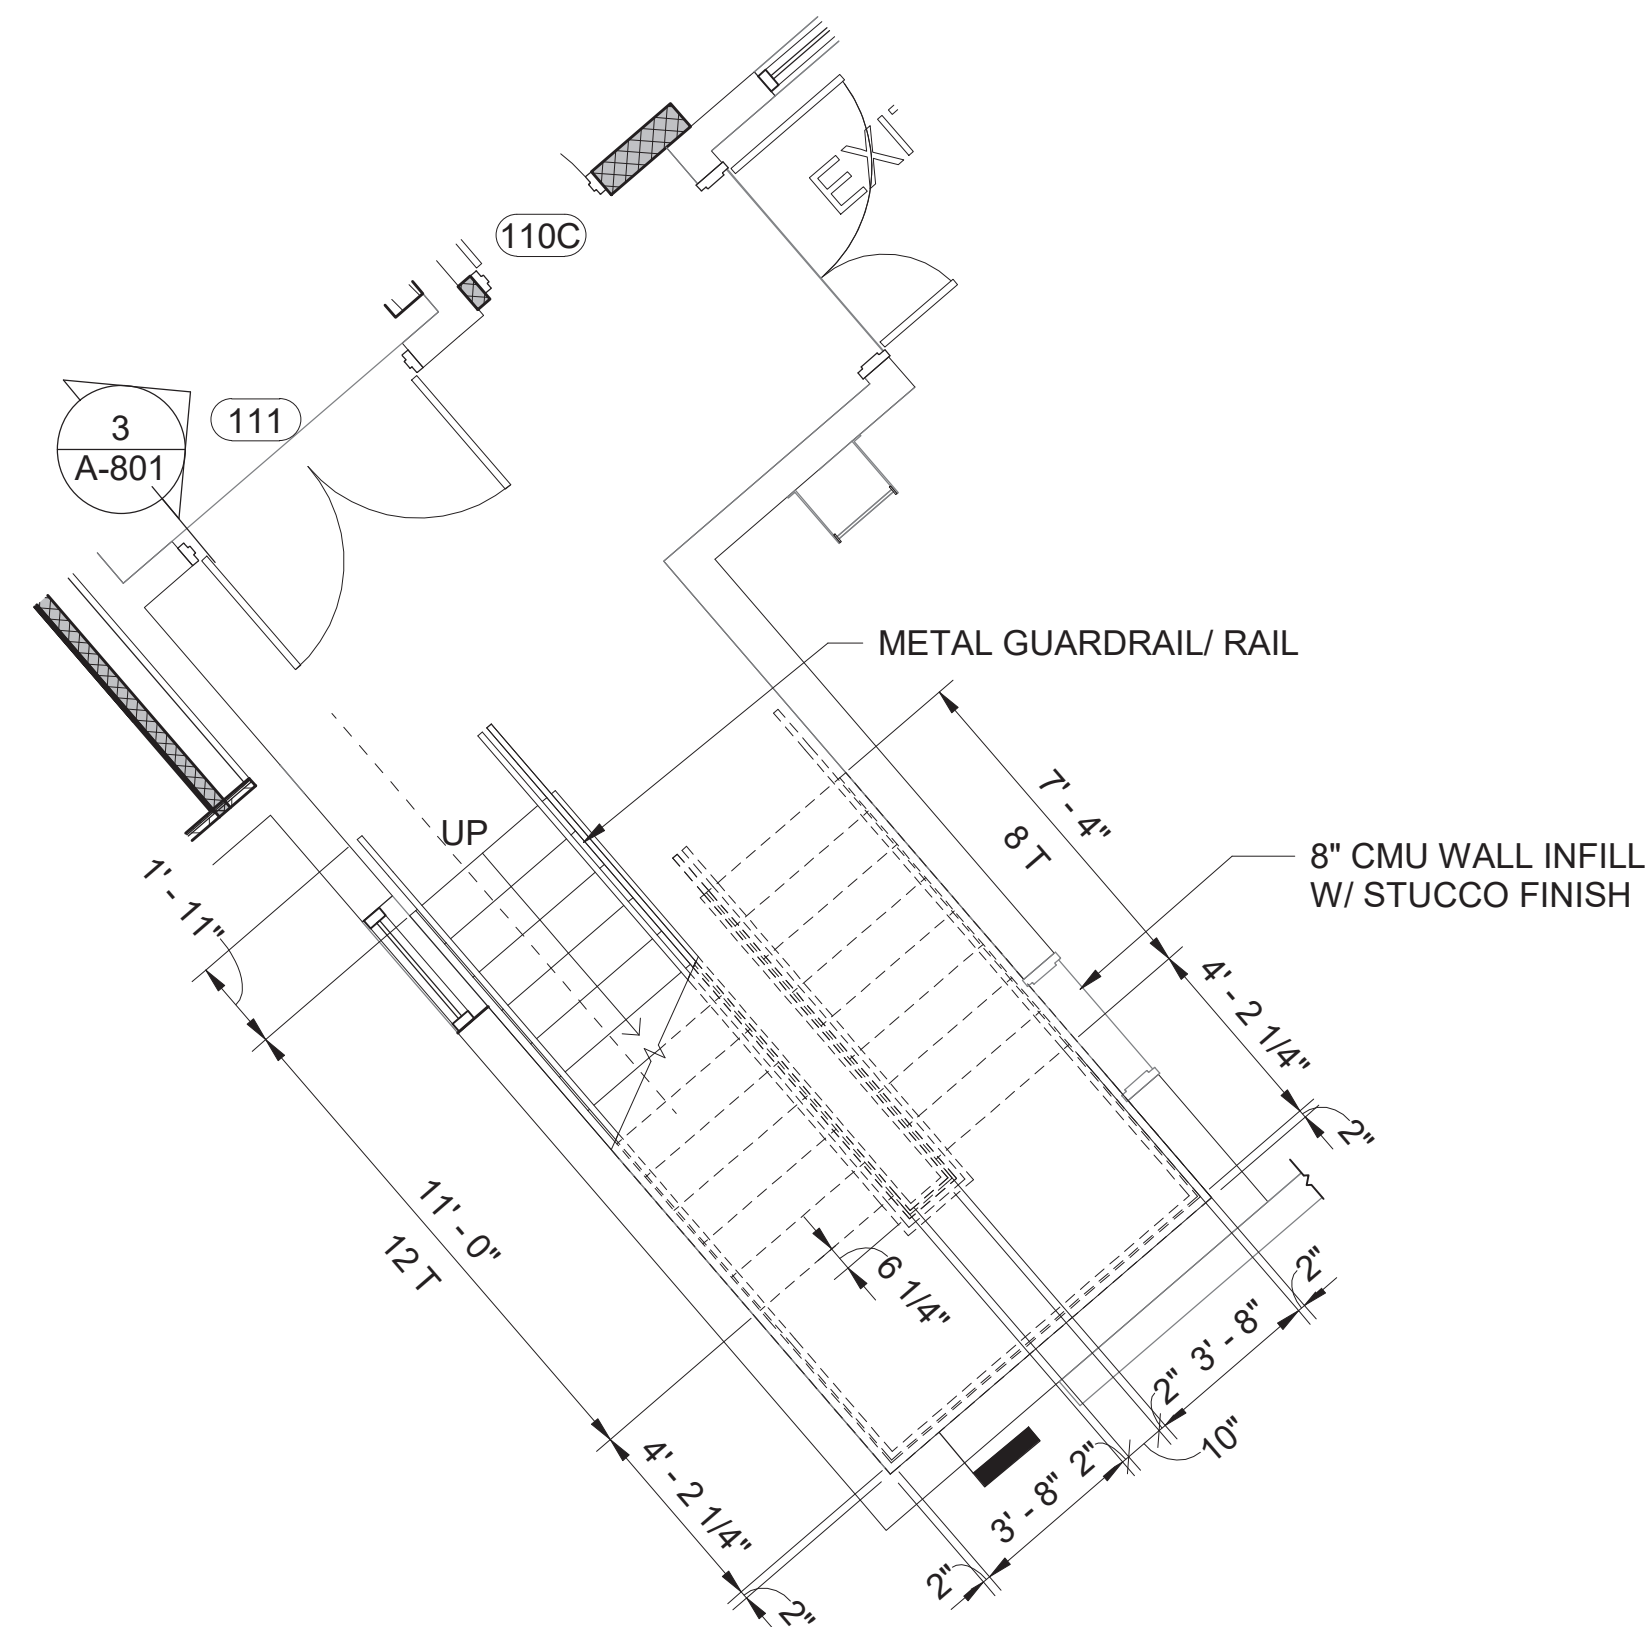 EXIT
110C
3
A-801
111
METAL GUARDRAIL/ RAIL
UP
7' - 4"
8 T
8" CMU WALL INFILL
W/ STUCCO FINISH
1' - 11"
4' - 2 1/4"
2"
11' - 0"
12 T
6 1/4"
2"
3' - 8"
2"
10"
2"
3' - 8"
2"
4' - 2 1/4"
2"